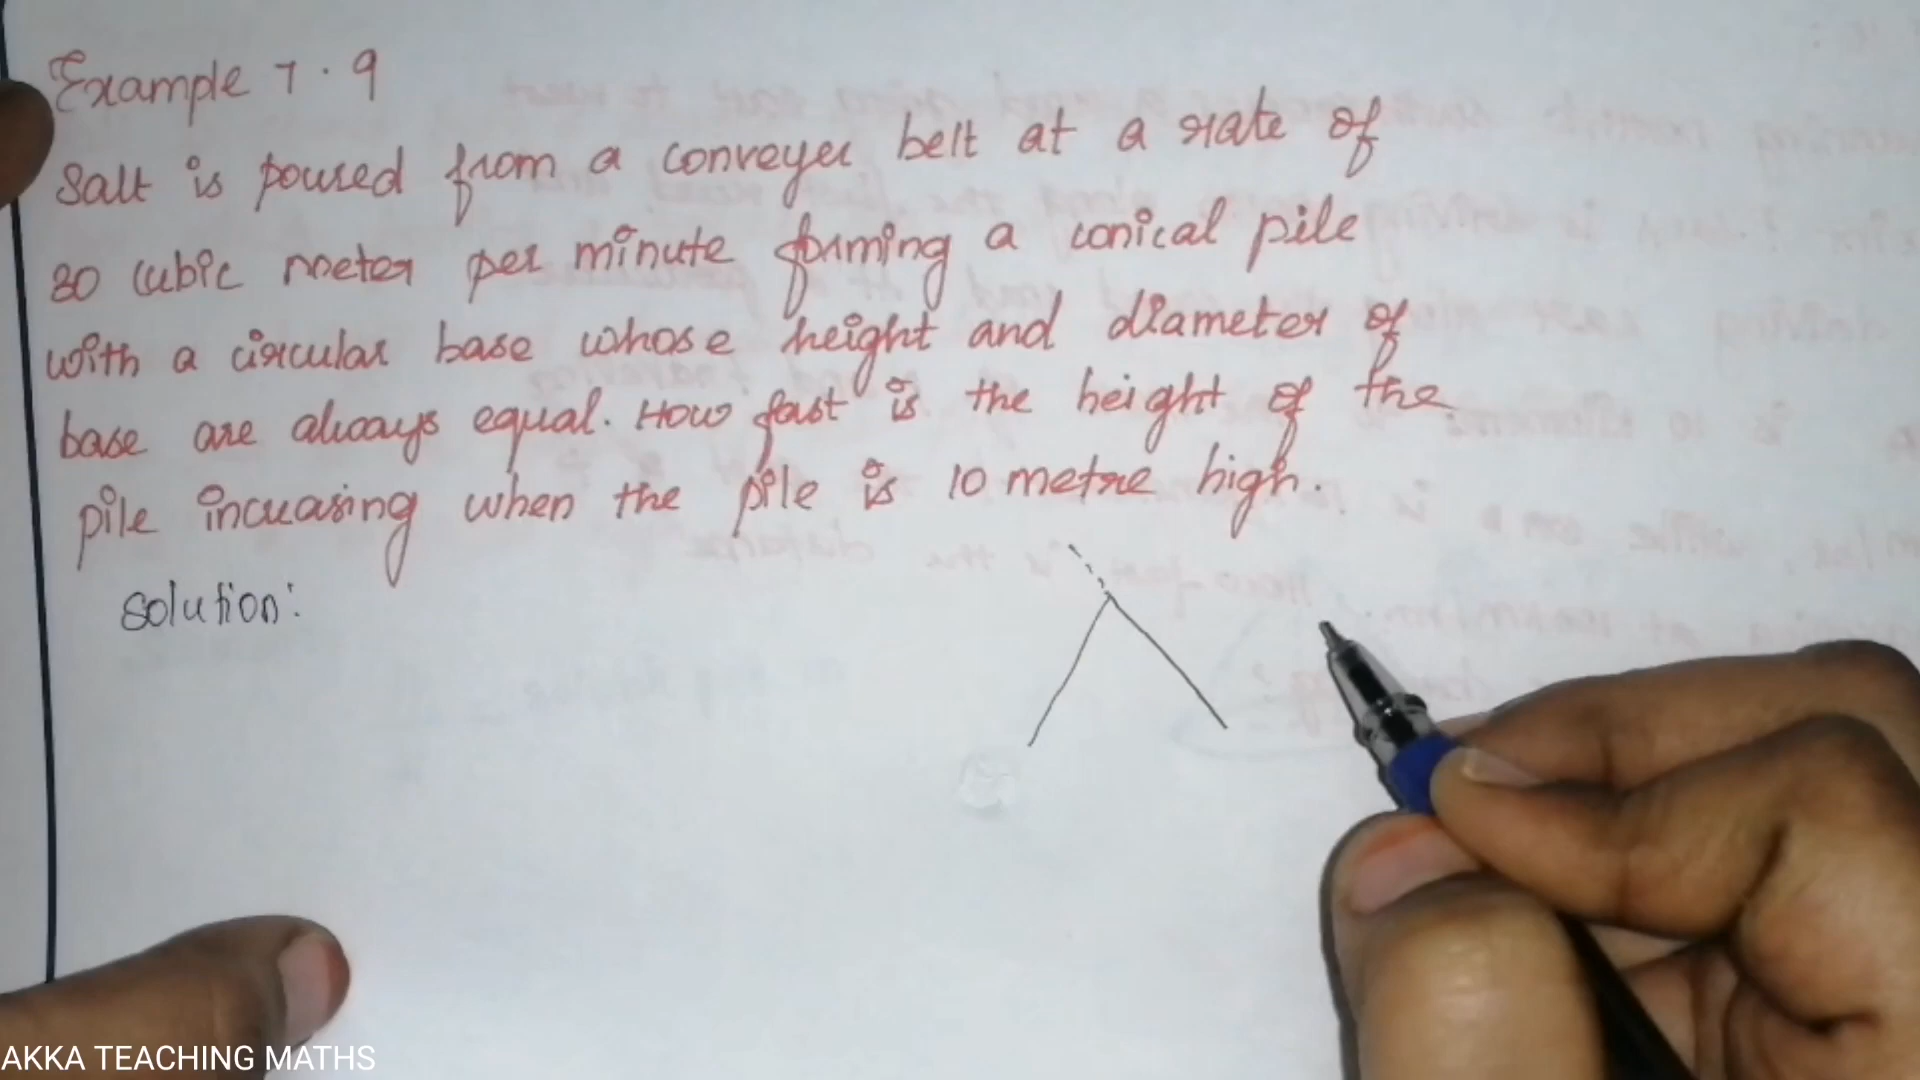 Example 7.9
Salt is poured from a conveyer belt at a rate of
30 cubic meter per minute forming a conical pile
with a circular base whose height and diameter of
base are always equal. How fast is the height of the
pile increasing when the pile is 10 metre high.
Solution:
AKKA TEACHING MATHS